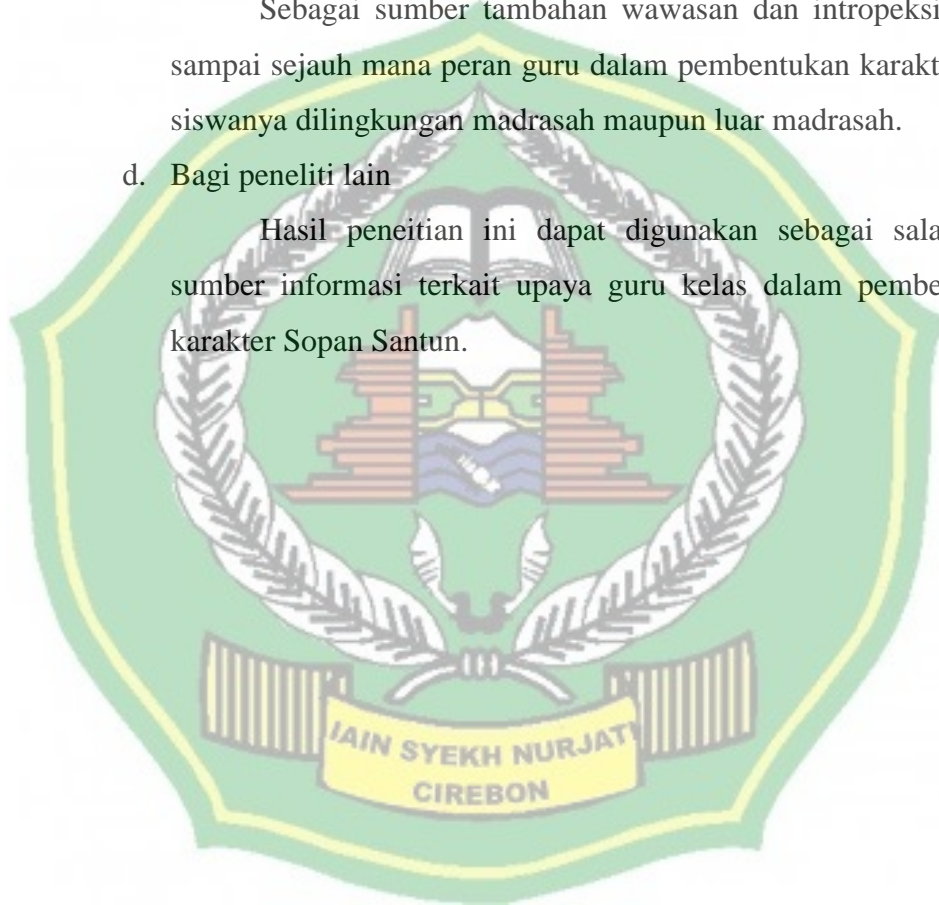 Sebagai sumber tambahan wawasan dan intropeksi
sampai sejauh mana peran guru dalam pembentukan karakt
siswanya dilingkungan madrasah maupun luar madrasah.
d. Bagi peneliti lain
Hasil peneitian ini dapat digunakan sebagai sala
sumber informasi terkait upaya guru kelas dalam pembe
karakter Sopan Santun.
IAIN SYEKH NURJATI
CIREBON